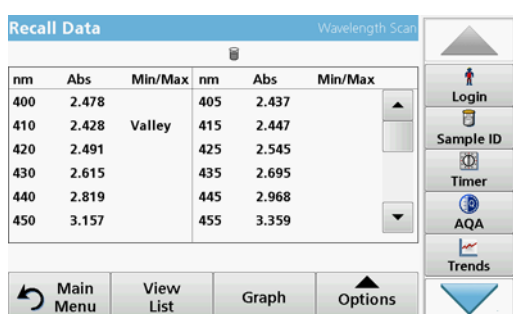 Recall Data Wavelength Scan
nm Abs Min/Max nm Abs Min/Max
400 2.478 405 2.437
410 2.428 Valley 415 2.447
420 2.491 425 2.545
430 2.615 435 2.695
440 2.819 445 2.968
450 3.157 455 3.359
Main Menu View List Graph Options
Login
Sample ID
Timer
AQA
Trends